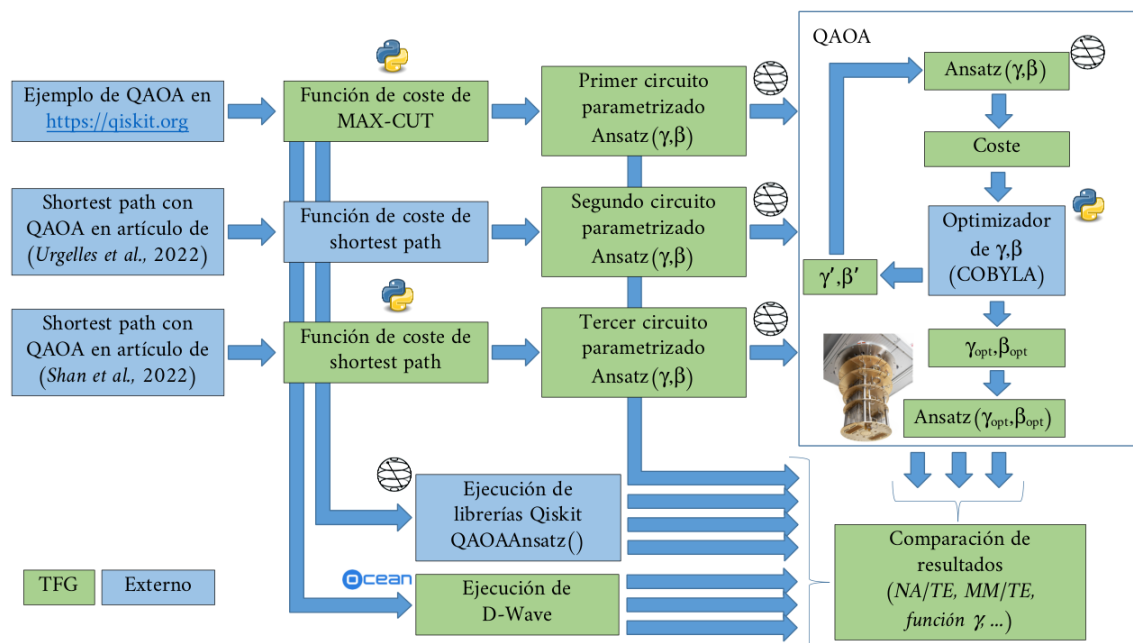 Ejemplo de QAOA en
https://qiskit.org
Función de coste de
MAX-CUT
Primer circuito
parametrizado
Ansatz(γ,β)
Shortest path con
QAOA en artículo de
(Urgelles et al., 2022)
Función de coste de
shortest path
Segundo circuito
parametrizado
Ansatz(γ,β)
Shortest path con
QAOA en artículo de
(Shan et al., 2022)
Función de coste de
shortest path
Tercer circuito
parametrizado
Ansatz(γ,β)
QAOA
Ansatz(γ,β)
Coste
Optimizador
de γ,β
(COBYLA)
γ′,β′
γopt,βopt
Ansatz(γopt,βopt)
Ejecución de
librerías Qiskit
QAOAAnsatz()
ocean
Ejecución de
D-Wave
Comparación de
resultados
(NA/TE, MM/TE,
función γ, ...)
TFG
Externo